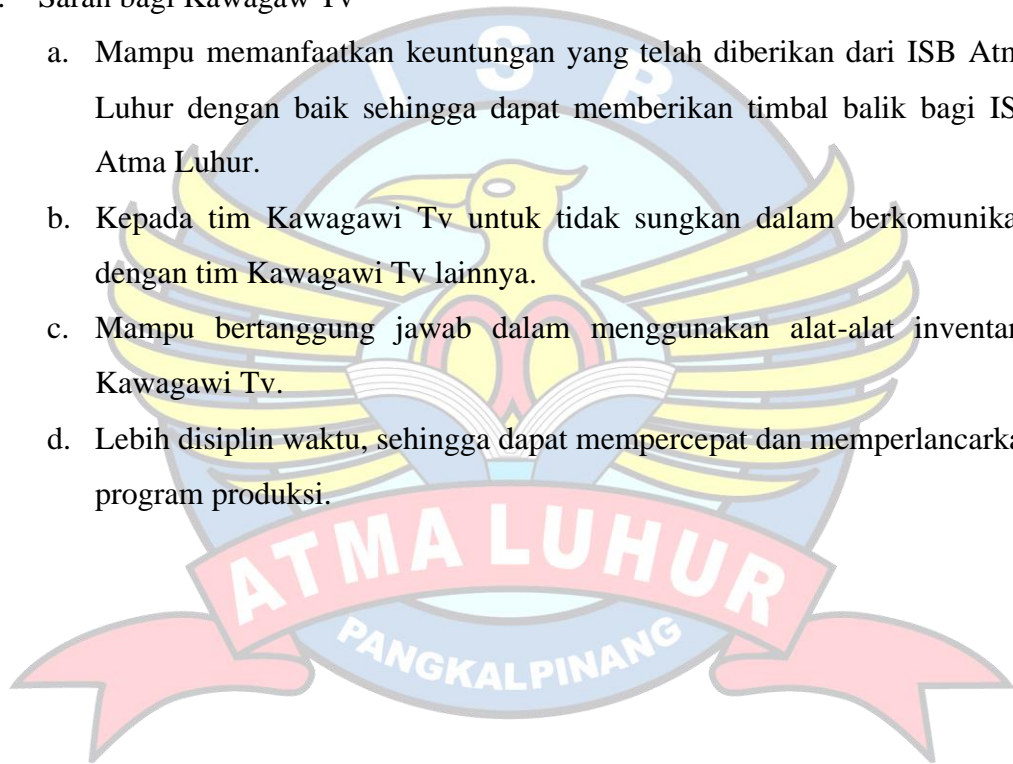 Saran bagi Kawagaw Tv
a. Mampu memanfaatkan keuntungan yang telah diberikan dari ISB Atm
Luhur dengan baik sehingga dapat memberikan timbal balik bagi IS
Atma Luhur.
b. Kepada tim Kawagawi Tv untuk tidak sungkan dalam berkomunika
dengan tim Kawagawi Tv lainnya.
c. Mampu bertanggung jawab dalam menggunakan alat-alat inventar
Kawagawi Tv.
d. Lebih disiplin waktu, sehingga dapat mempercepat dan memperlancarka
program produksi.
I S B
ATMA LUHUR
PANGKALPINANG